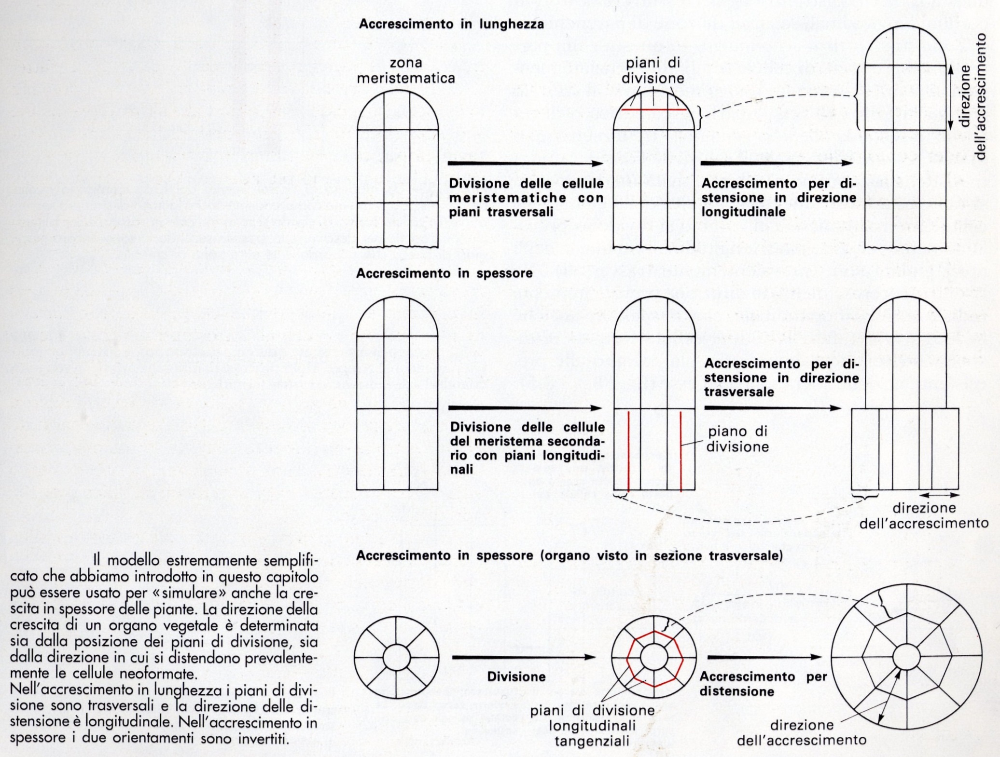 Accrescimento in lunghezza
zona
meristematica
piani di
divisione
direzione
dell'accrescimento
Divisione delle cellule
meristematiche con
piani trasversali
Accrescimento per di-
stensione in direzione
longitudinale
Accrescimento in spessore
Divisione delle cellule
del meristema seconda-
rio con piani longitudi-
nali
Accrescimento per di-
stensione in direzione
trasversale
piano di
divisione
direzione
dell'accrescimento
Accrescimento in spessore (organo visto in sezione trasversale)
Divisione
piani di divisione
longitudinali
tangenziali
Accrescimento per
distensione
direzione
dell'accrescimento
Il modello estremamente semplifi-
cato che abbiamo introdotto in questo capitolo
può essere usato per «simulare» anche la cre-
scita in spessore delle piante. La direzione della
crescita di un organo vegetale è determinata
sia dalla posizione dei piani di divisione, sia
dalla direzione in cui si distendono prevalente-
mente le cellule neoformate.
Nell'accrescimento in lunghezza i piani di divi-
sione sono trasversali e la direzione delle di-
stensione è longitudinale. Nell'accrescimento in
spessore i due orientamenti sono invertiti.